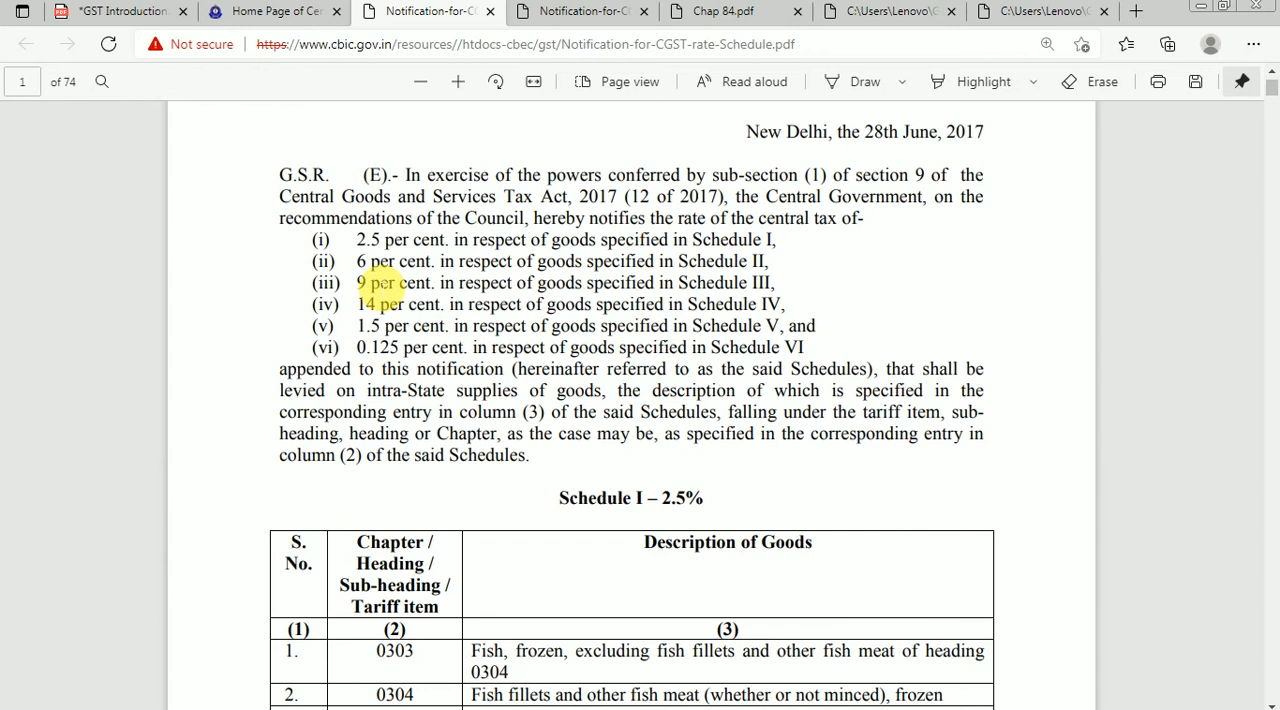 *GST Introduction
Home Page of Ce
Notification-for-C
Notification-for-C
Chap 84.pdf
C:\Users\Lenovo\
C:\Users\Lenovo\
Not secure
https://www.cbic.gov.in/resources//htdocs-cbec/gst/Notification-for-CGST-rate-Schedule.pdf
1 of 74
Page view
Read aloud
Draw
Highlight
Erase
New Delhi, the 28th June, 2017
G.S.R. (E).- In exercise of the powers conferred by sub-section (1) of section 9 of the
Central Goods and Services Tax Act, 2017 (12 of 2017), the Central Government, on the
recommendations of the Council, hereby notifies the rate of the central tax of-
(i) 2.5 per cent. in respect of goods specified in Schedule I,
(ii) 6 per cent. in respect of goods specified in Schedule II,
(iii) 9 per cent. in respect of goods specified in Schedule III,
(iv) 14 per cent. in respect of goods specified in Schedule IV,
(v) 1.5 per cent. in respect of goods specified in Schedule V, and
(vi) 0.125 per cent. in respect of goods specified in Schedule VI
appended to this notification (hereinafter referred to as the said Schedules), that shall be
levied on intra-State supplies of goods, the description of which is specified in the
corresponding entry in column (3) of the said Schedules, falling under the tariff item, sub-
heading, heading or Chapter, as the case may be, as specified in the corresponding entry in
column (2) of the said Schedules.
Schedule I – 2.5%
S. No.
Chapter /
Heading /
Sub-heading /
Tariff item
Description of Goods
(1) (2) (3)
1. 0303 Fish, frozen, excluding fish fillets and other fish meat of heading
0304
2. 0304 Fish fillets and other fish meat (whether or not minced), frozen